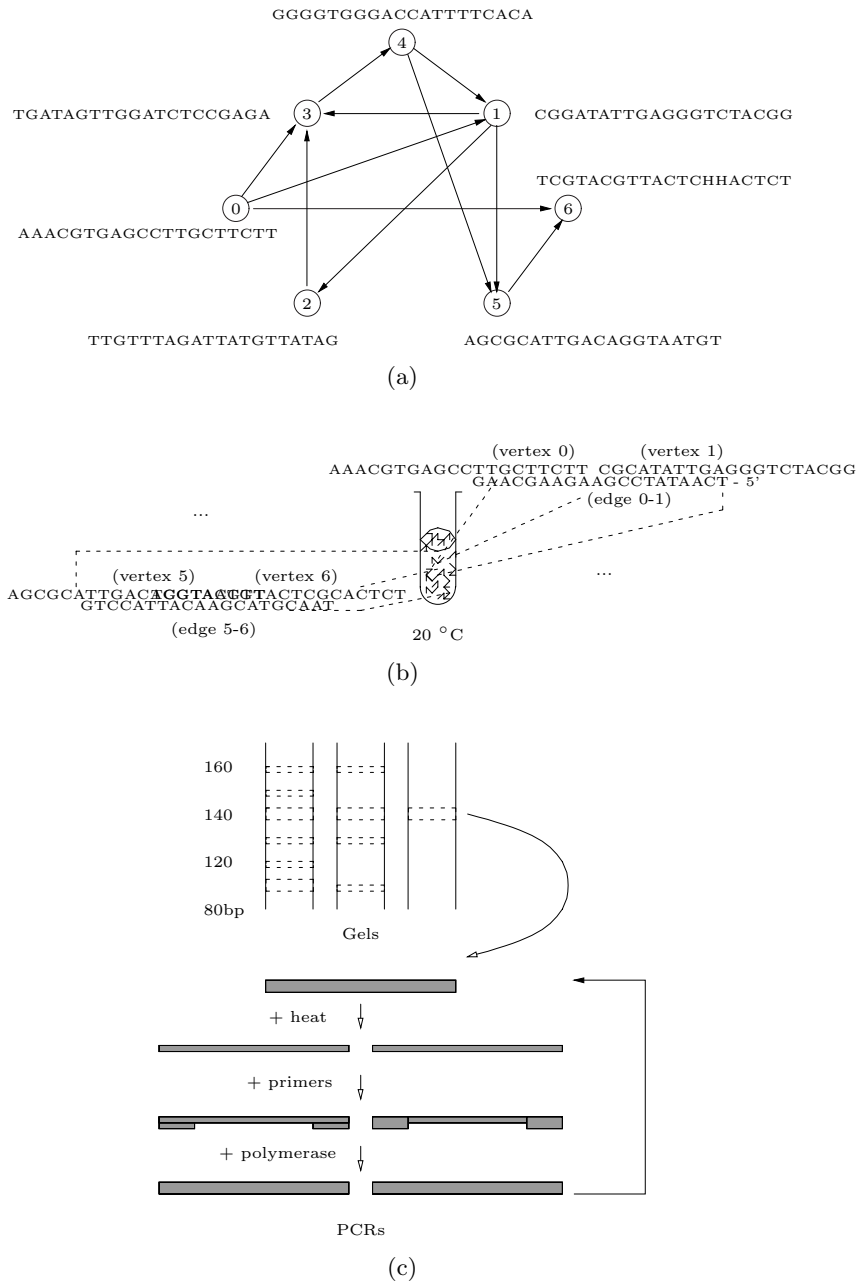 GGGGTGGGACCATTTTCACA
4
TGATAGTTGGATCTCCGAGA
3
1
CGGATATTGAGGGTCTACGG
TCGTACGTTACTCHHACTCT
0
6
AAACGTGAGCCTTGCTTCTT
2
5
TTGTTTAGATTATGTTATAG
AGCGCATTGACAGGTAATGT
(a)
(vertex 0) (vertex 1)
AAACGTGAGCCTTGCTTCTT CGCATATTGAGGGTCTACGG
GAACGAAGAAGCCTATAACT - 5'
(edge 0-1)
...
...
(vertex 5) (vertex 6)
GTCCATTACAAGCATGCAAT
(edge 5-6)
20 °C
(b)
160
140
120
80bp
Gels
+ heat
+ primers
+ polymerase
PCRs
(c)